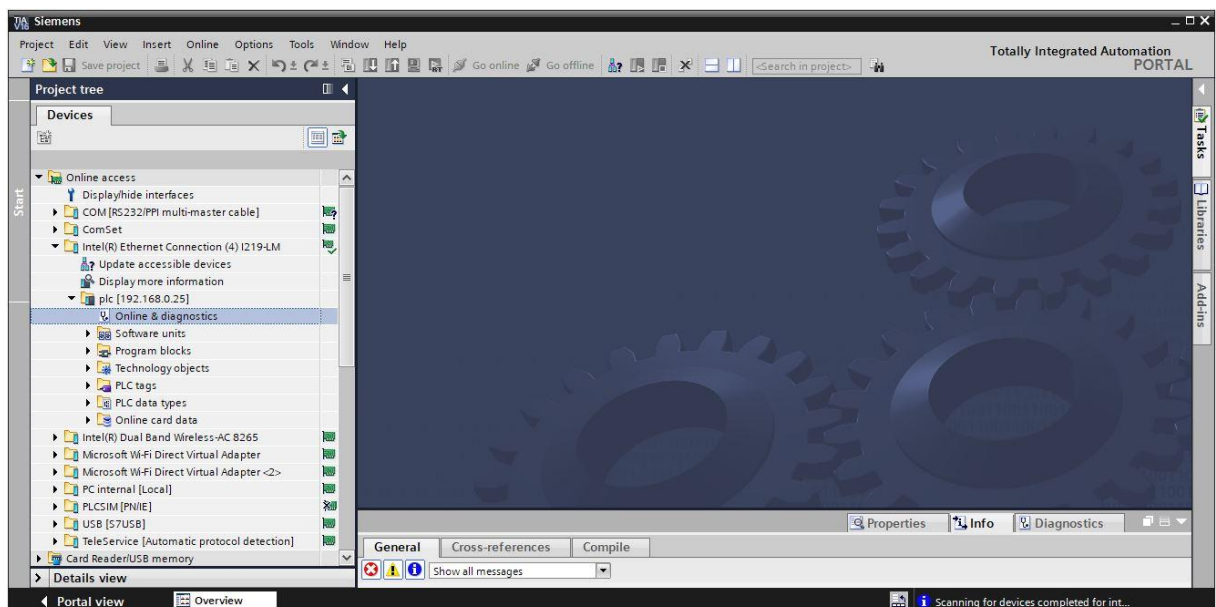 TIA V16 Siemens
Project Edit View Insert Online Options Tools Window Help
Save project Go online Go offline <Search in project>
Totally Integrated Automation
PORTAL
Project tree
Devices
Start
Online access
Display/hide interfaces
COM [RS232/PPI multi-master cable]
ComSet
Intel(R) Ethernet Connection (4) I219-LM
Update accessible devices
Display more information
plc [192.168.0.25]
Online & diagnostics
Software units
Program blocks
Technology objects
PLC tags
PLC data types
Online card data
Intel(R) Dual Band Wireless-AC 8265
Microsoft Wi-Fi Direct Virtual Adapter
Microsoft Wi-Fi Direct Virtual Adapter <2>
PC internal [Local]
PLCSIM [PN/IE]
USB [S7USB]
TeleService [Automatic protocol detection]
Card Reader/USB memory
Details view
Tasks
Libraries
Add-ins
Properties Info Diagnostics
General Cross-references Compile
Show all messages
Portal view Overview
Scanning for devices completed for int...